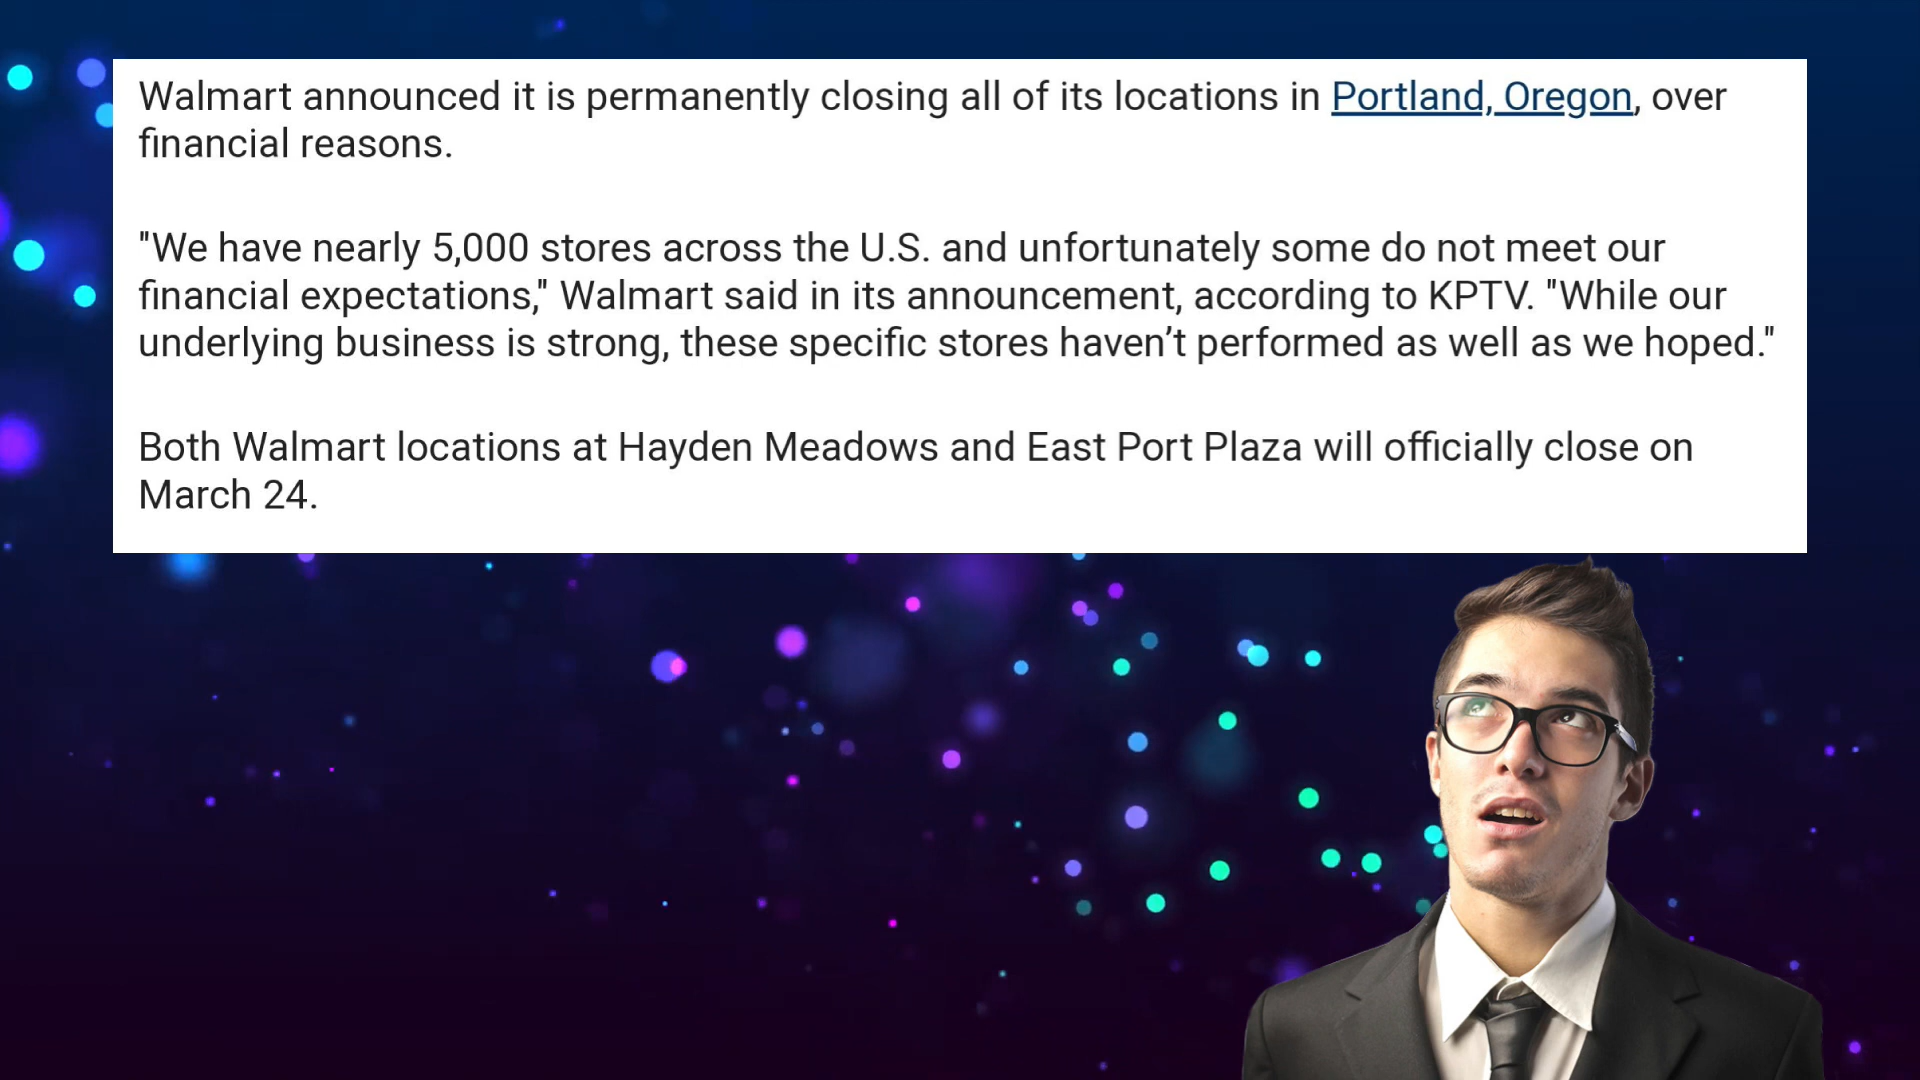 Walmart announced it is permanently closing all of its locations in Portland, Oregon, over
financial reasons.
"We have nearly 5,000 stores across the U.S. and unfortunately some do not meet our
financial expectations," Walmart said in its announcement, according to KPTV. "While our
underlying business is strong, these specific stores haven’t performed as well as we hoped."
Both Walmart locations at Hayden Meadows and East Port Plaza will officially close on
March 24.